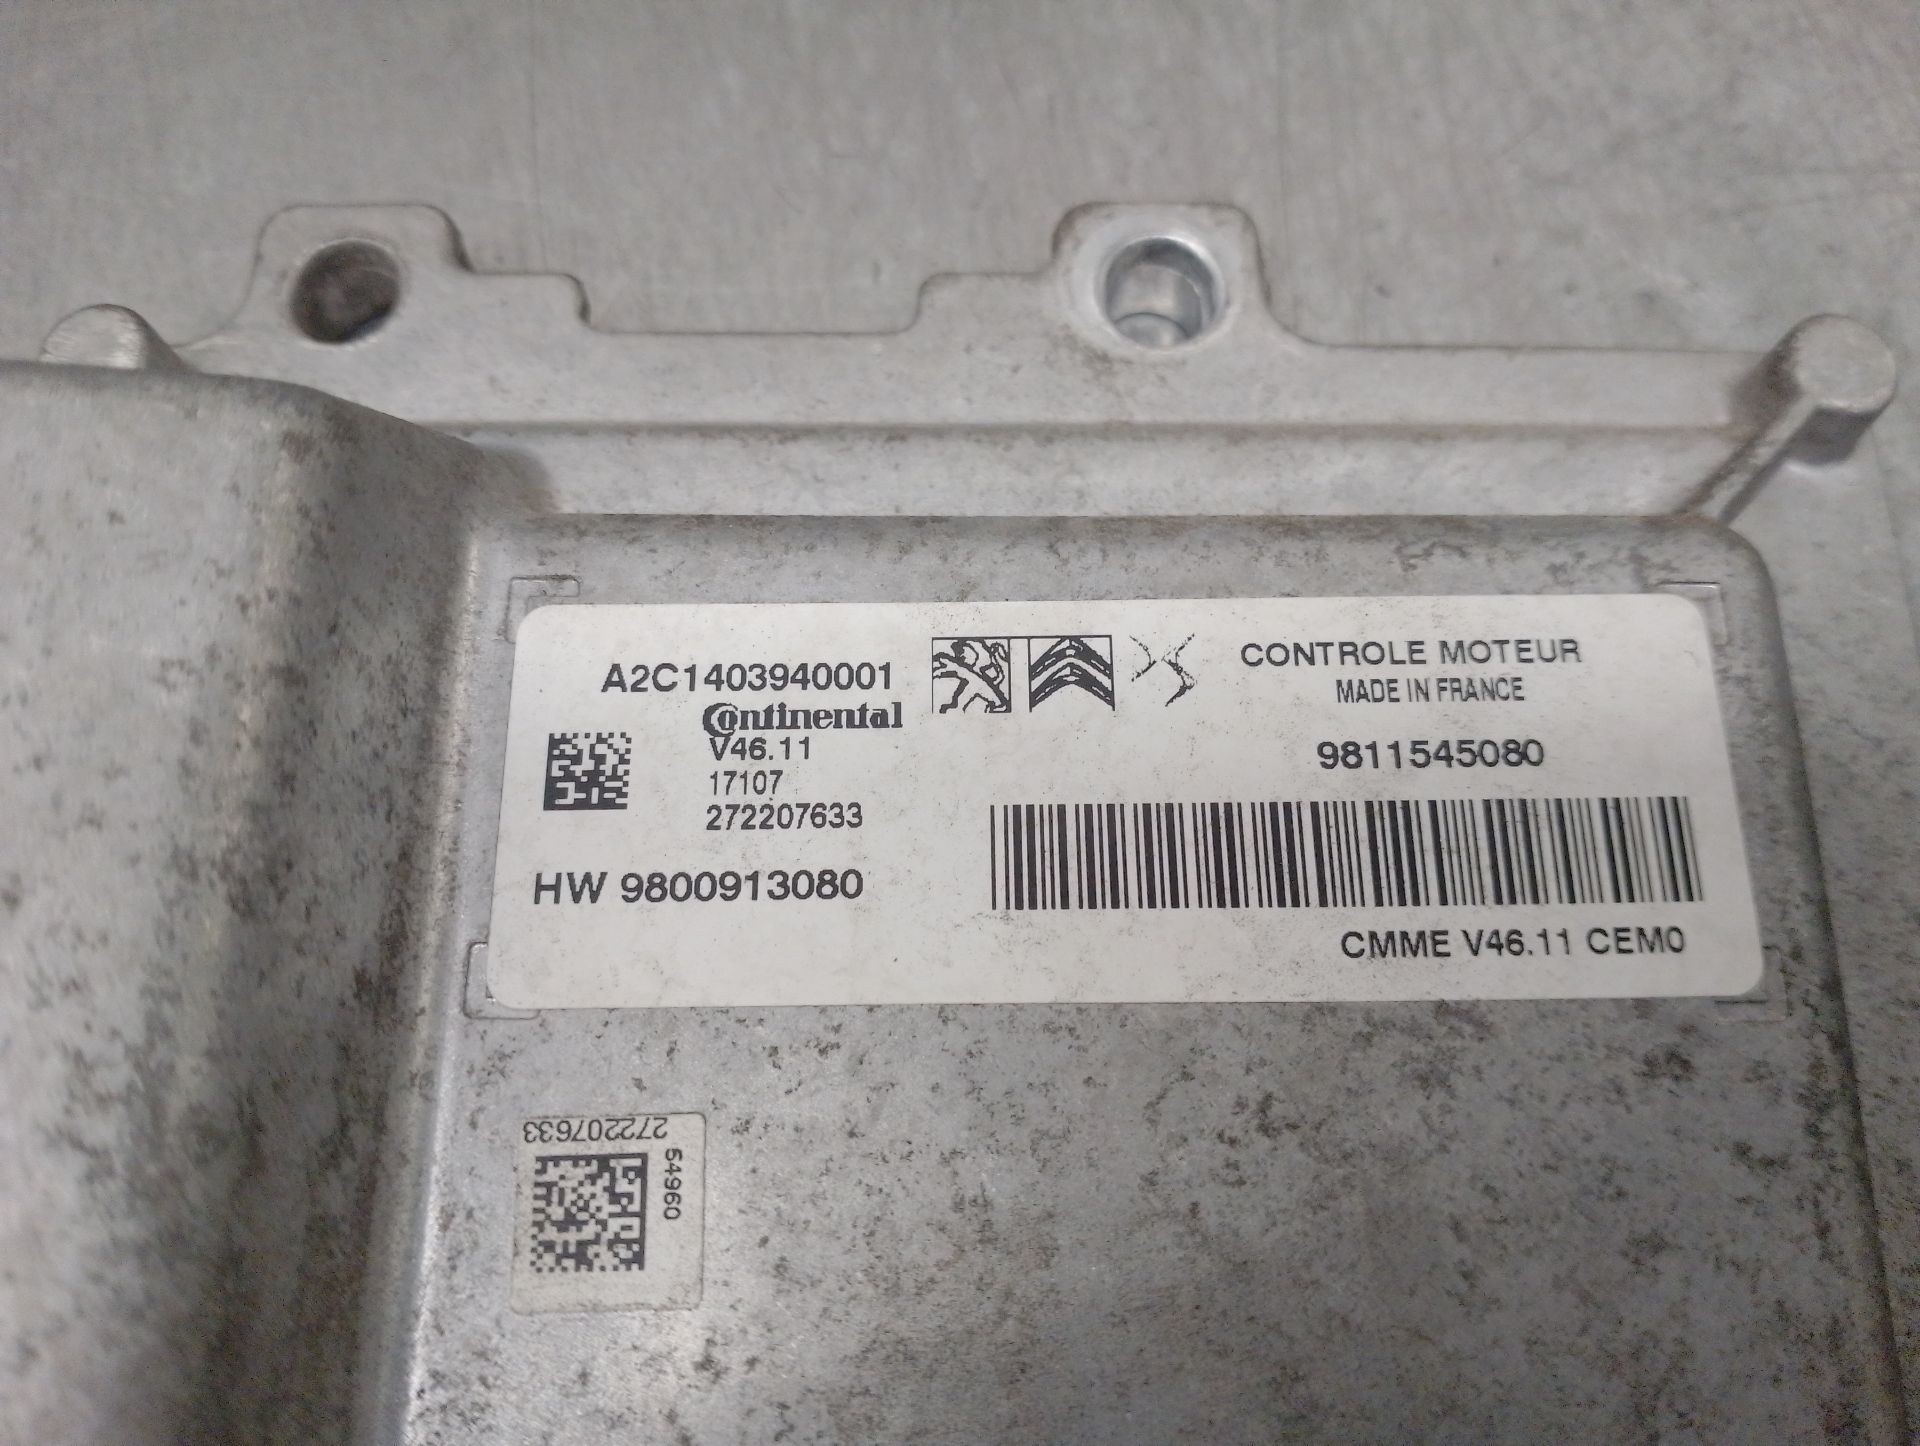 A2C1403940001
Continental
V46.11
17107
272207633
HW 9800913080
CONTROLE MOTEUR
MADE IN FRANCE
9811545080
CMME V46.11 CEM0
272207633
54960